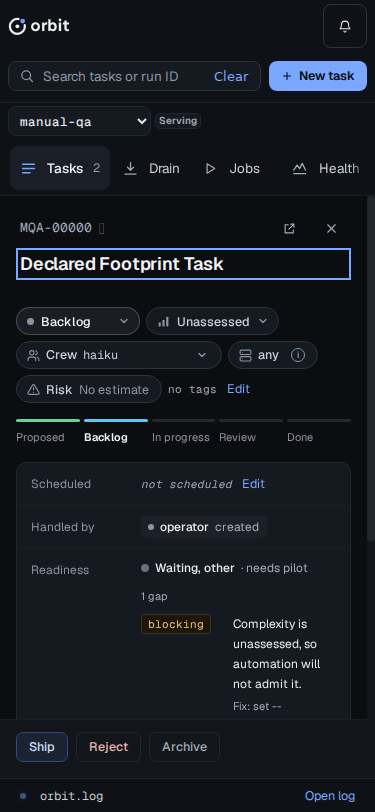 orbit
Search tasks or run ID Clear
+ New task
manual-qa Serving
Tasks 2 Drain Jobs Health
MQA-00000
Declared Footprint Task
Backlog Unassessed
Crew haiku any
Risk No estimate no tags Edit
Proposed Backlog In progress Review Done
Scheduled not scheduled Edit
Handled by operator created
Readiness Waiting, other · needs pilot
1 gap
blocking Complexity is
unassessed, so
automation will
not admit it.
Fix: set --
Ship Reject Archive
orbit.log Open log